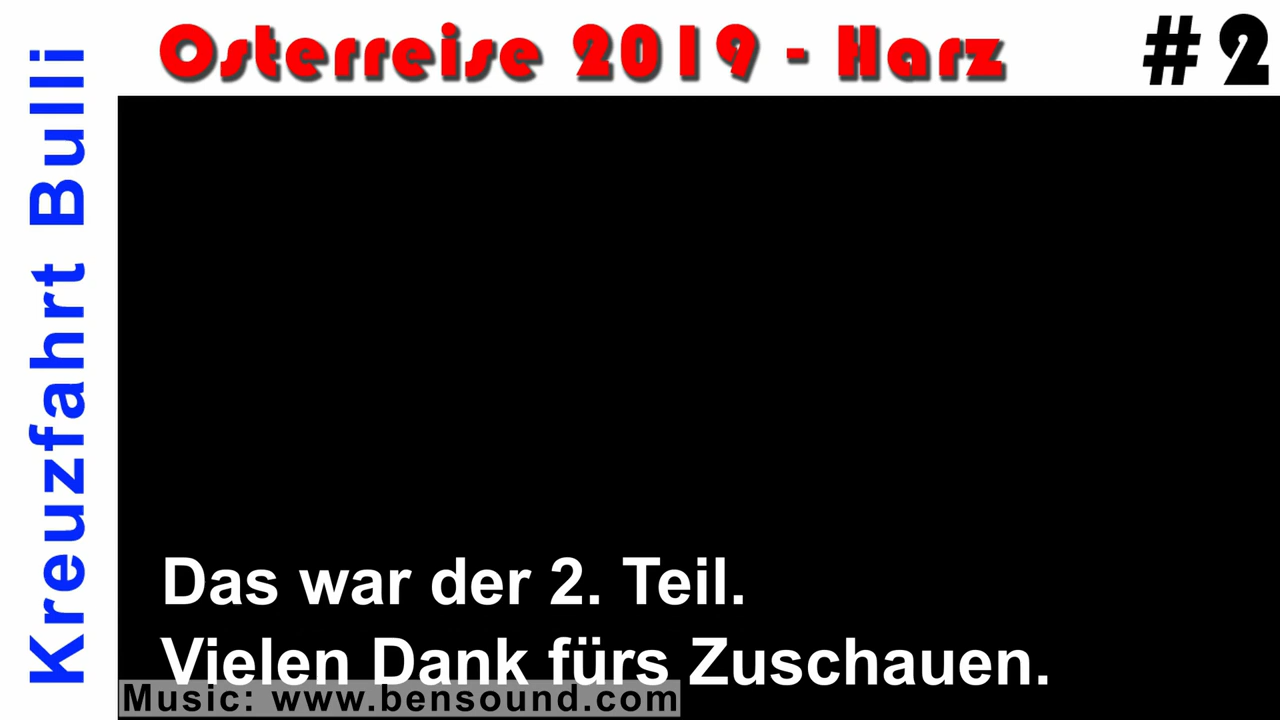 Osterreise 2019 - Harz
# 2
Kreuzfahrt Bulli
Das war der 2. Teil.
Vielen Dank fürs Zuschauen.
Music: www.bensound.com